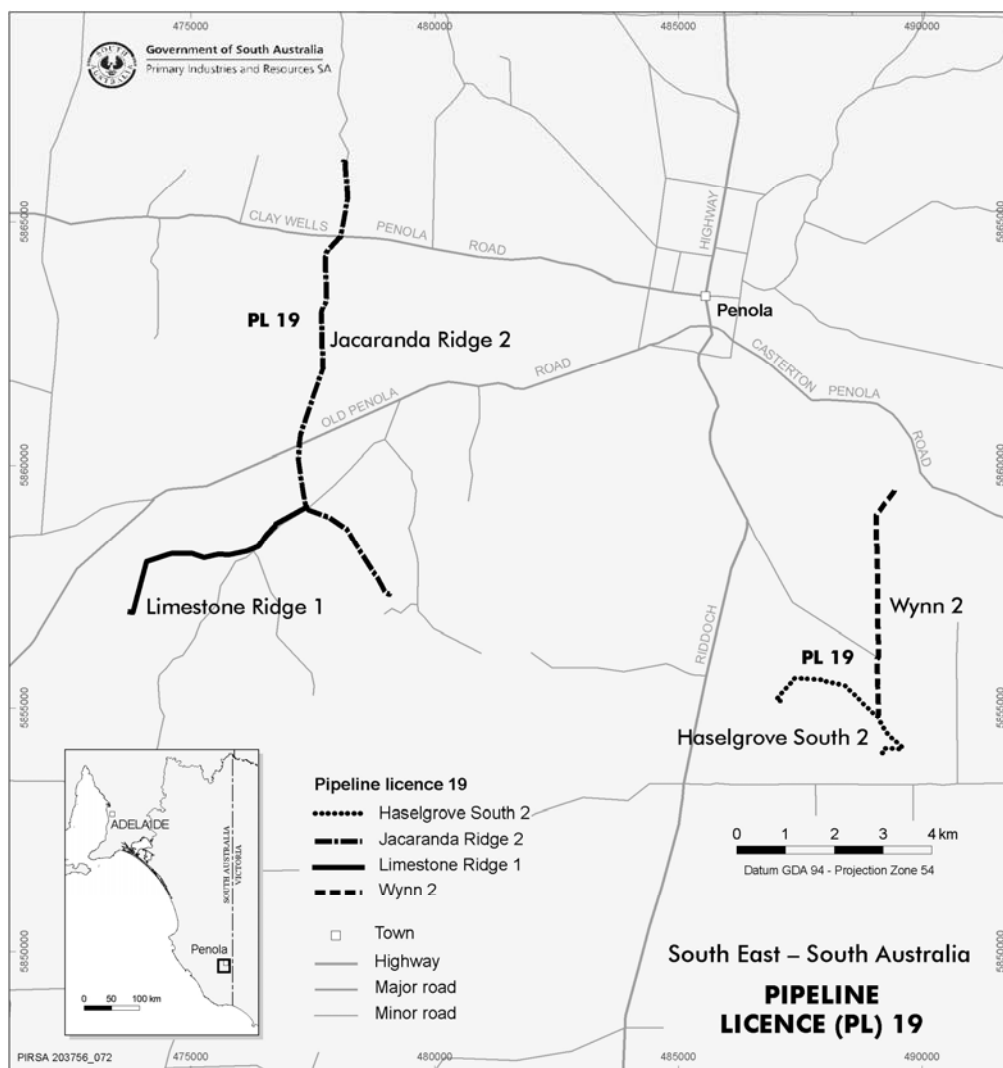 475000
480000
485000
490000
SOUTH
AUSTRALIA
Government of South Australia
Primary Industries and Resources SA
5865000
5865000
CLAY WELLS
PENOLA
ROAD
HIGHWAY
Penola
PL 19
Jacaranda Ridge 2
ROAD
OLD PENOLA
CASTERTON
PENOLA
ROAD
5860000
5860000
Limestone Ridge 1
Wynn 2
RIDDOCH
PL 19
Haselgrove South 2
5855000
5855000
ADELAIDE
SOUTH AUSTRALIA
VICTORIA
Penola
0 50 100 km
Pipeline licence 19
Haselgrove South 2
Jacaranda Ridge 2
Limestone Ridge 1
Wynn 2
Town
Highway
Major road
Minor road
0 1 2 3 4 km
Datum GDA 94 - Projection Zone 54
5850000
5850000
South East – South Australia
PIPELINE
LICENCE (PL) 19
PIRSA 203756_072
475000
480000
485000
490000